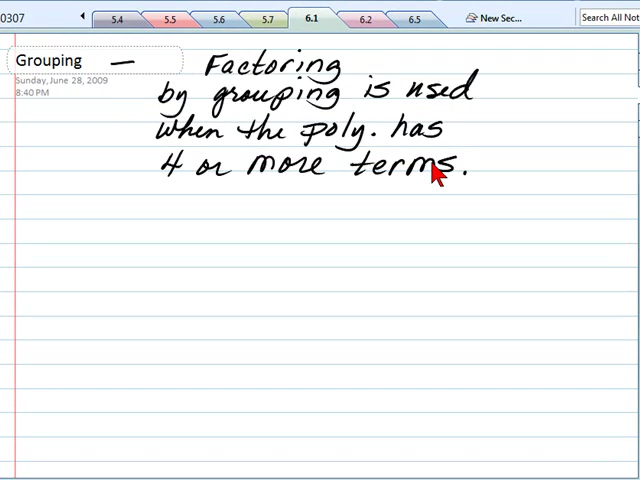 0307 5.4 5.5 5.6 5.7 6.1 6.2 6.5 New Sec... Search All Not
Grouping — Factoring
Sunday, June 28, 2009
8:40 PM
by grouping is used
when the poly. has
4 or more terms.